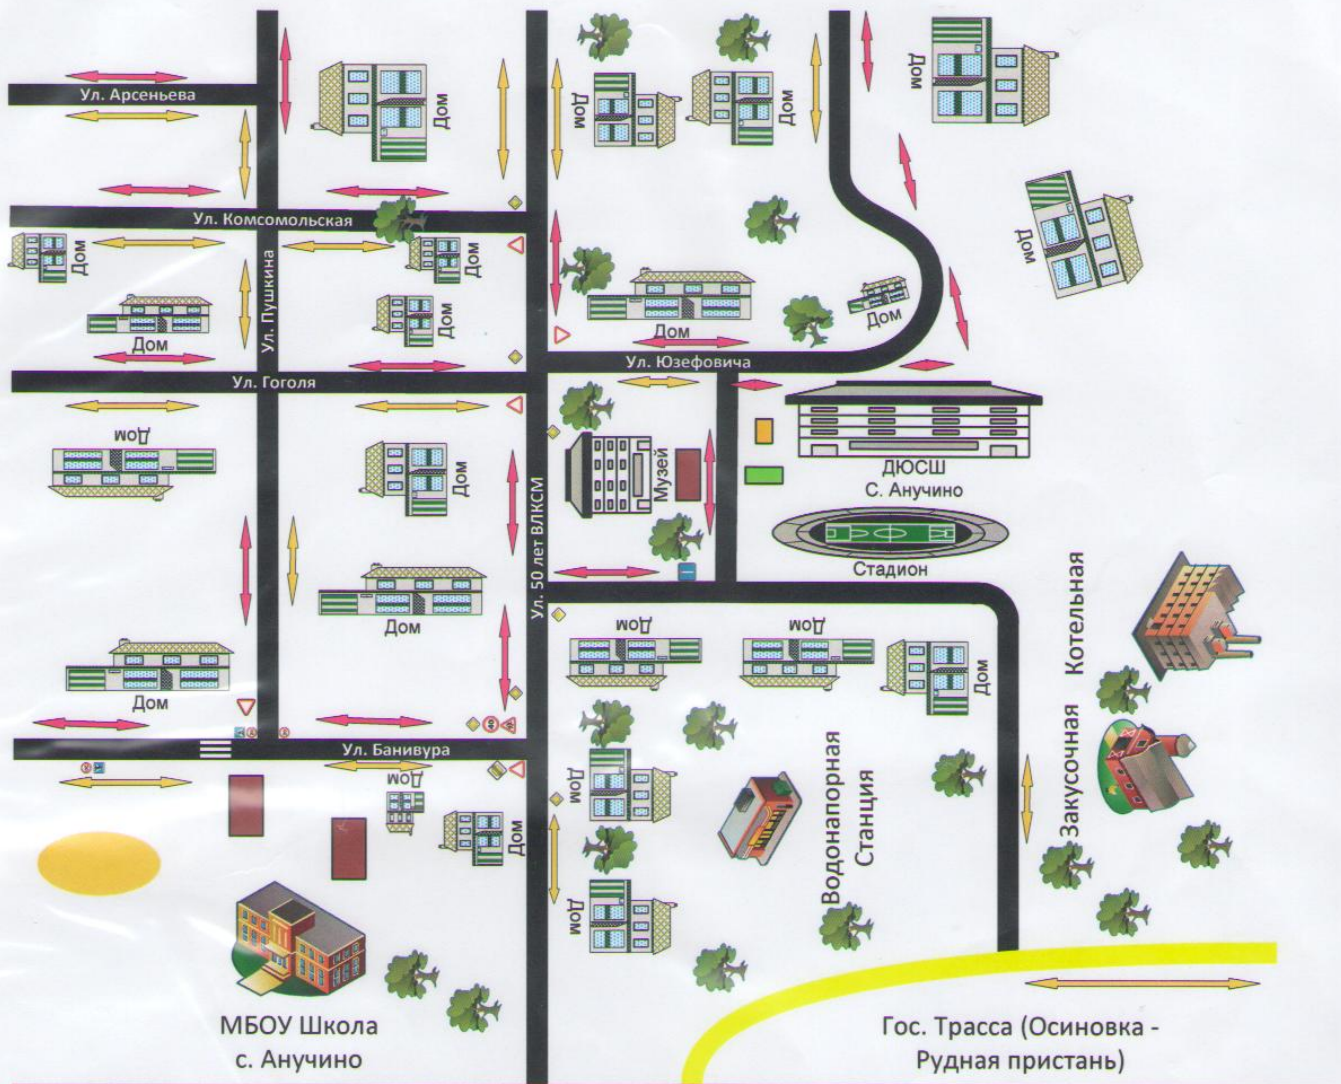 Ул. Арсеньева
Дом
Дом
Дом
Дом
Ул. Комсомольская
Дом
Дом
Дом
Ул. Пушкина
Дом
Дом
Дом
Дом
Ул. Юзефовича
Ул. Гоголя
Дом
Дом
Музей
ДЮСШ
С. Анучино
Ул. 50 лет ВЛКСМ
Стадион
Дом
Дом
Дом
Дом
Дом
Котельная
Ул. Банивура
40
Дом
Дом
Дом
Дом
Водонапорная
Станция
Закусочная
МБОУ Школа
с. Анучино
Гос. Трасса (Осиновка -
Рудная пристань)